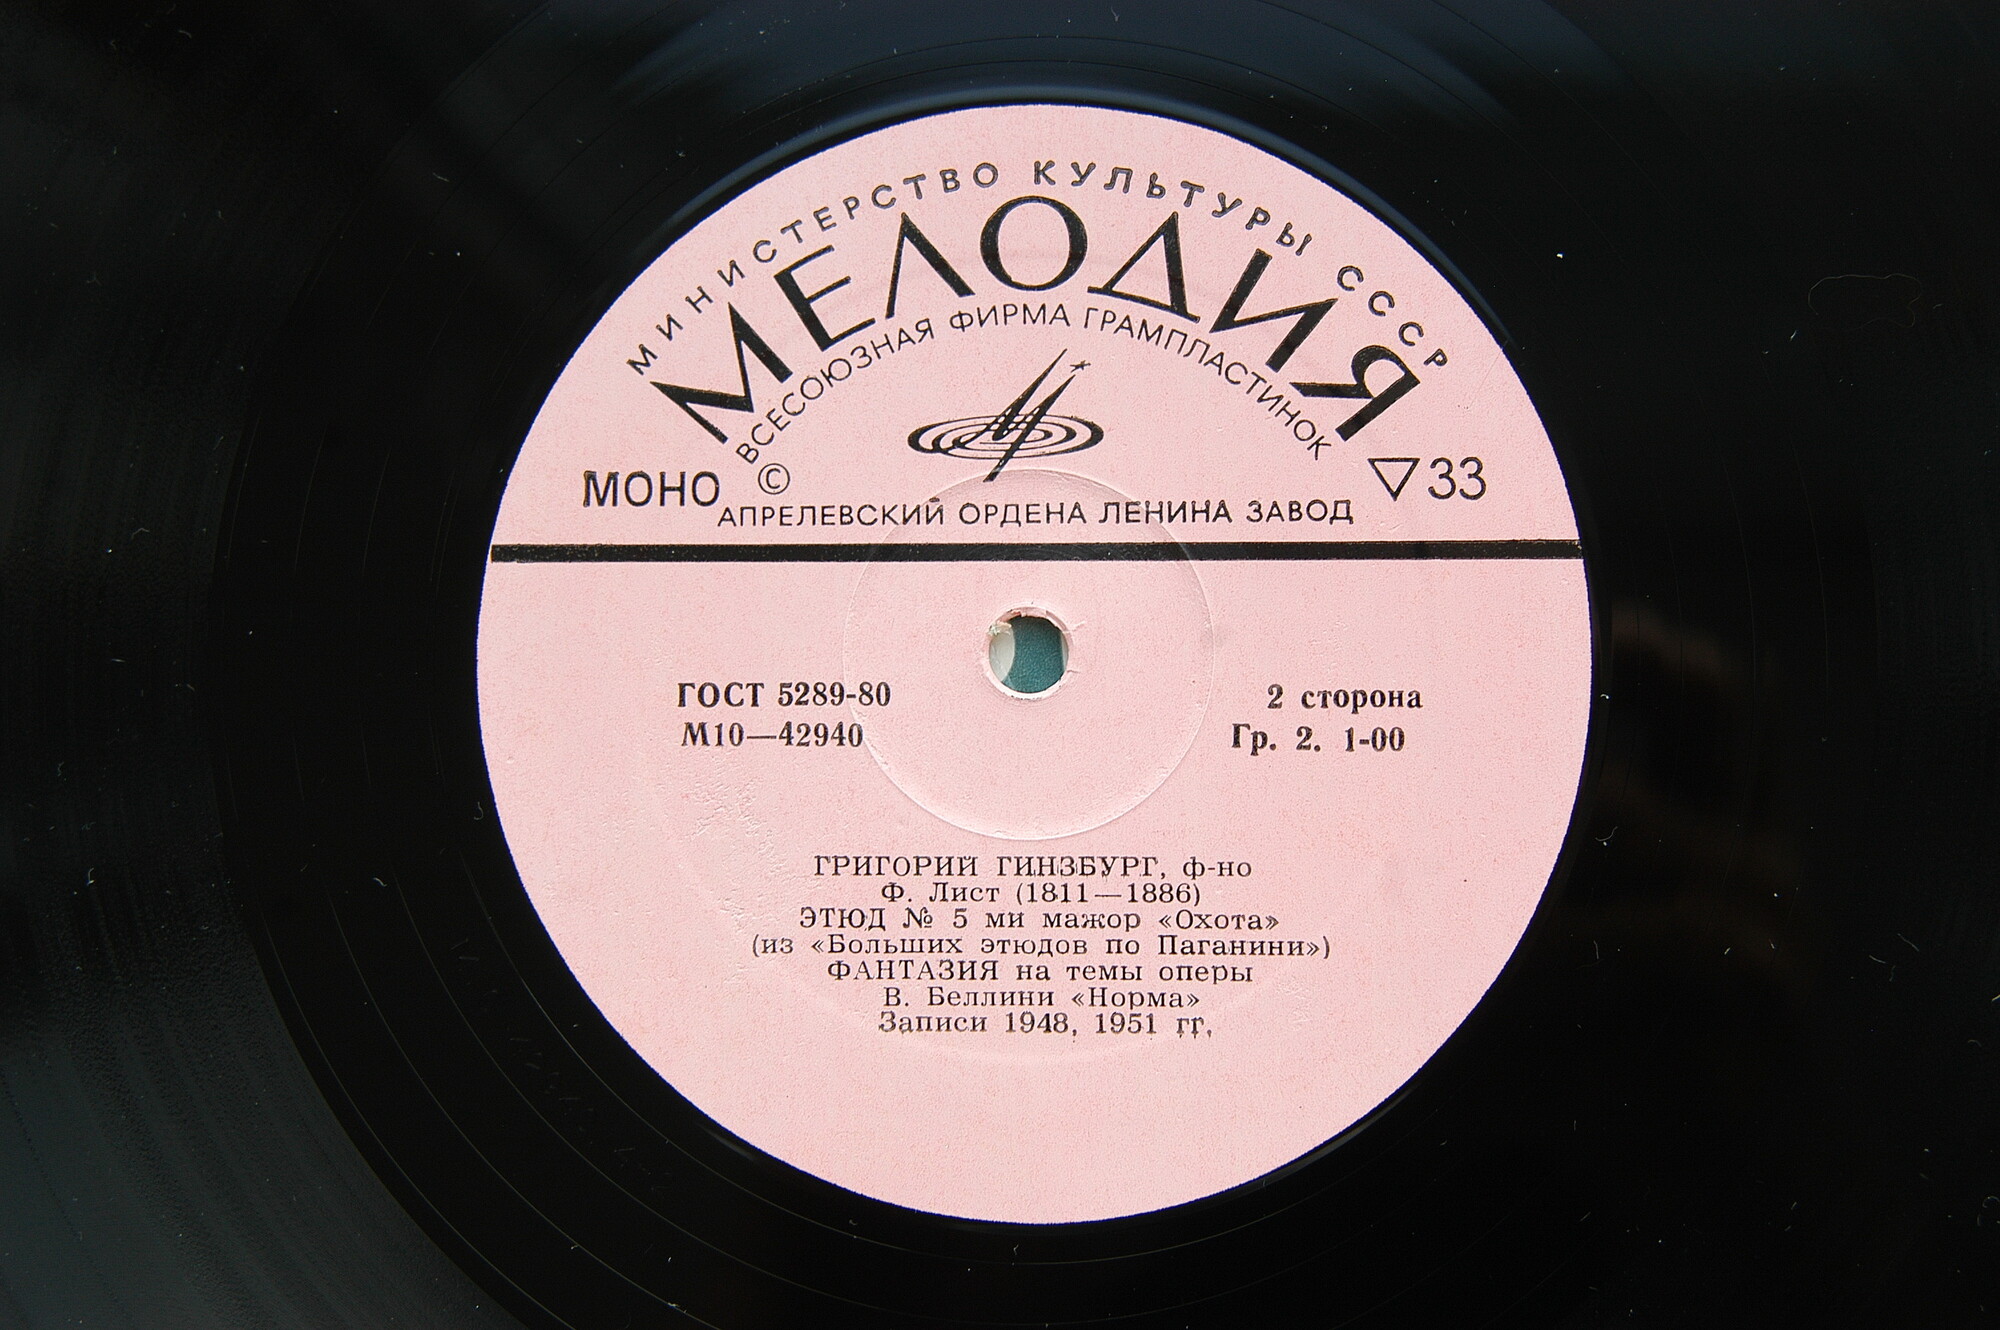 МИНИСТЕРСТВО КУЛЬТУРЫ СССР
МЕЛОДИЯ
ВСЕСОЮЗНАЯ ФИРМА ГРАМПЛАСТИНОК
МОНО © ▽33
АПРЕЛЕВСКИЙ ОРДЕНА ЛЕНИНА ЗАВОД
ГОСТ 5289-80 2 сторона
М10—42940 Гр. 2. 1-00
ГРИГОРИЙ ГИНЗБУРГ, ф-но
Ф. Лист (1811—1886)
ЭТЮД № 5 ми мажор «Охота»
(из «Больших этюдов по Паганини»)
ФАНТАЗИЯ на темы оперы
В. Беллини «Норма»
Записи 1948, 1951 гг.